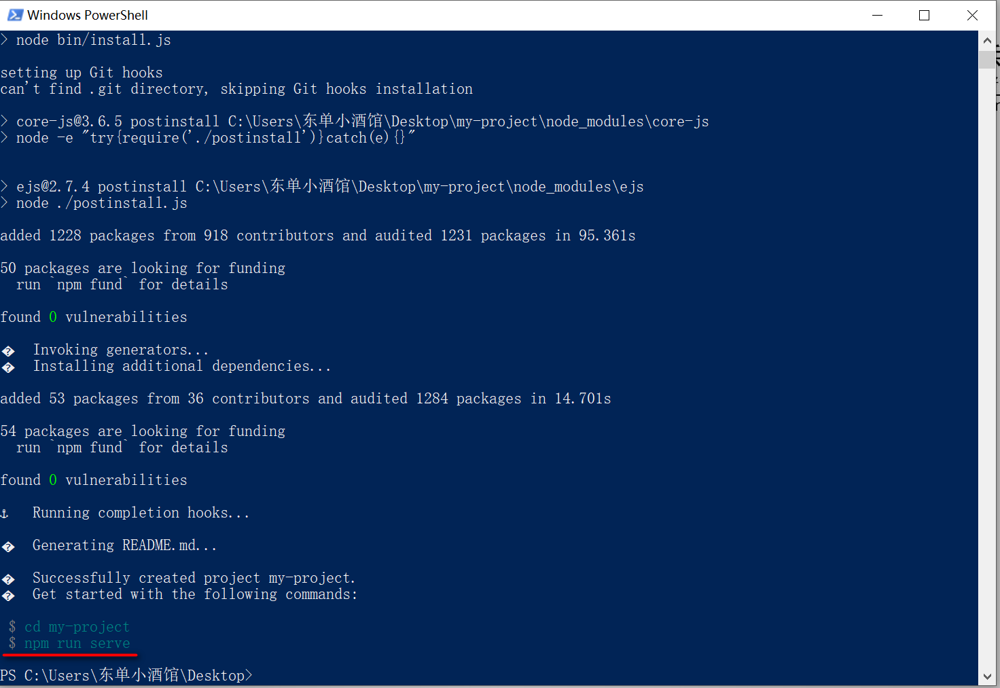 Windows PowerShell
> node bin/install.js
setting up Git hooks
can't find .git directory, skipping Git hooks installation
> core-js@3.6.5 postinstall C:\Users\东单小酒馆\Desktop\my-project\node_modules\core-js
> node -e "try{require('./postinstall')}catch(e){}"
> ejs@2.7.4 postinstall C:\Users\东单小酒馆\Desktop\my-project\node_modules\ejs
> node ./postinstall.js
added 1228 packages from 918 contributors and audited 1231 packages in 95.361s
50 packages are looking for funding
run `npm fund` for details
found 0 vulnerabilities
� Invoking generators...
� Installing additional dependencies...
added 53 packages from 36 contributors and audited 1284 packages in 14.701s
54 packages are looking for funding
run `npm fund` for details
found 0 vulnerabilities
⚓ Running completion hooks...
� Generating README.md...
� Successfully created project my-project.
� Get started with the following commands:
$ cd my-project
$ npm run serve
PS C:\Users\东单小酒馆\Desktop>